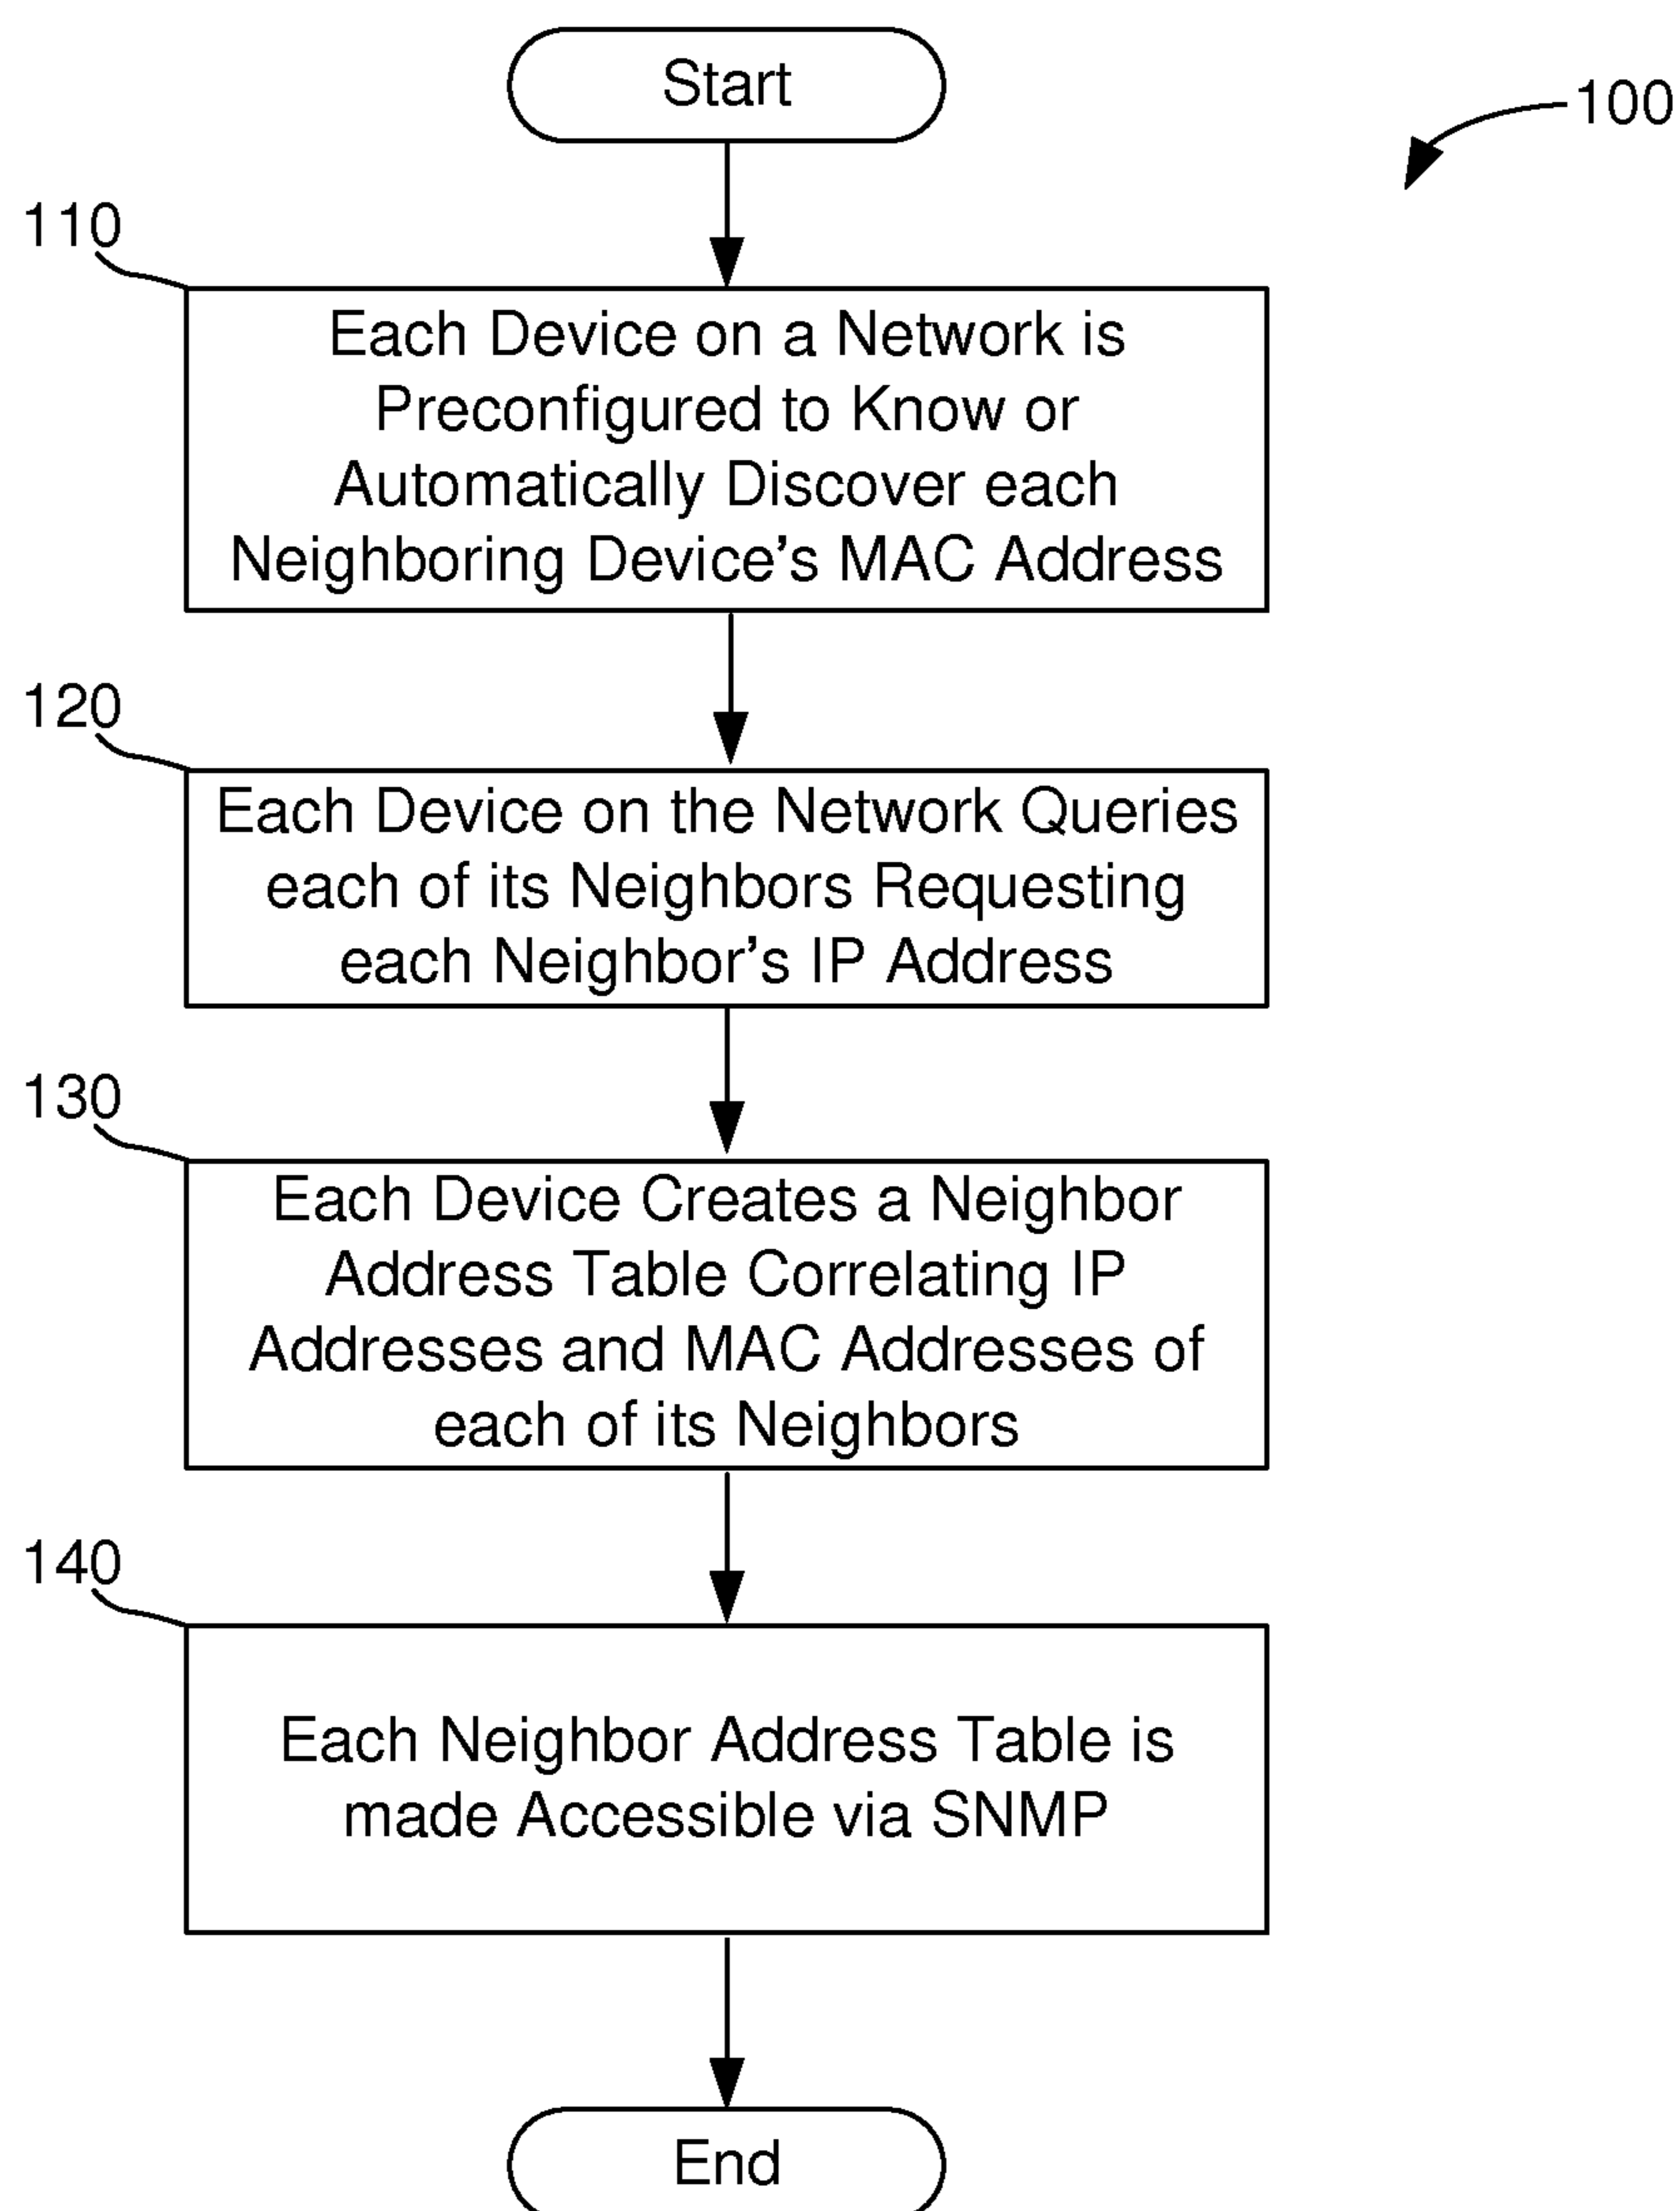 Start
100
110
Each Device on a Network is
Preconfigured to Know or
Automatically Discover each
Neighboring Device's MAC Address
120
Each Device on the Network Queries
each of its Neighbors Requesting
each Neighbor's IP Address
130
Each Device Creates a Neighbor
Address Table Correlating IP
Addresses and MAC Addresses of
each of its Neighbors
140
Each Neighbor Address Table is
made Accessible via SNMP
End